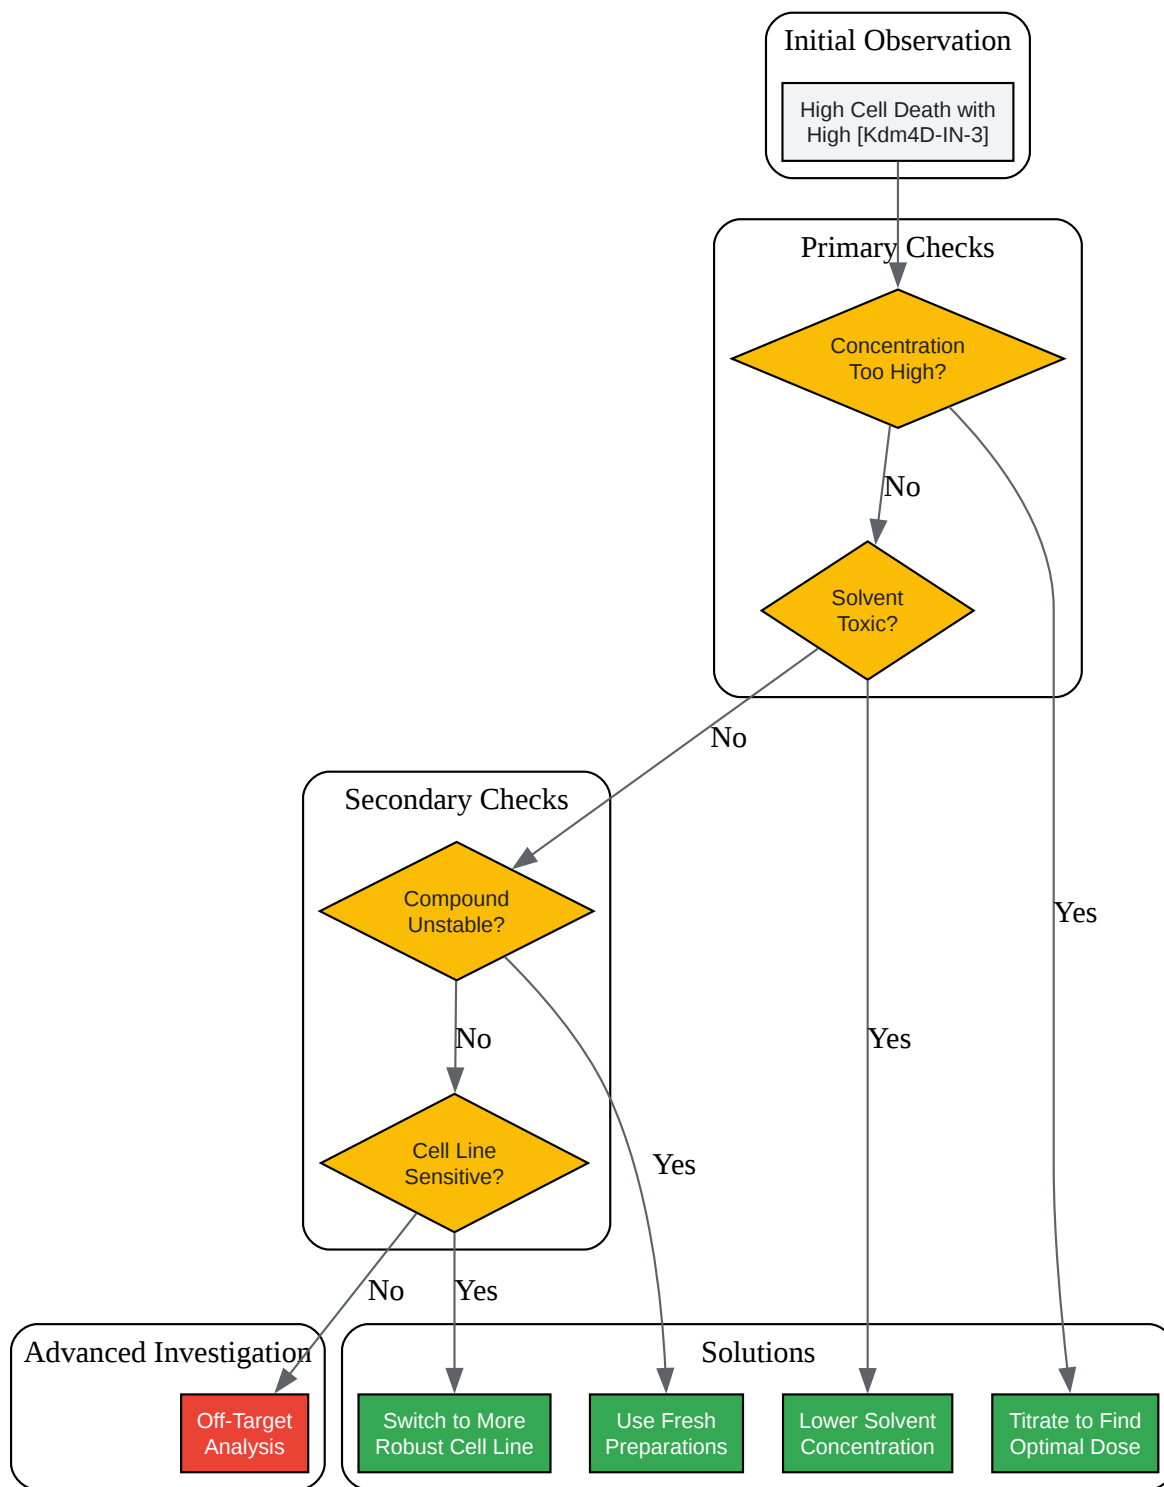 Initial Observation
High Cell Death with
High [Kdm4D-IN-3]
Primary Checks
Concentration
Too High?
No
Solvent
Toxic?
No
Secondary Checks
Compound
Unstable?
Yes
No
Yes
Cell Line
Sensitive?
Yes
No
Yes
Advanced Investigation
Solutions
Off-Target
Analysis
Switch to More
Robust Cell Line
Use Fresh
Preparations
Lower Solvent
Concentration
Titrate to Find
Optimal Dose